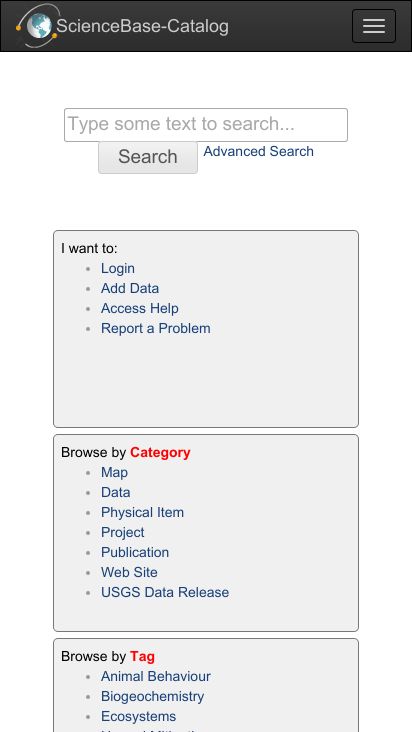 ScienceBase-Catalog
Type some text to search...
Search
Advanced Search
I want to:
Login
Add Data
Access Help
Report a Problem
Browse by Category
Map
Data
Physical Item
Project
Publication
Web Site
USGS Data Release
Browse by Tag
Animal Behaviour
Biogeochemistry
Ecosystems